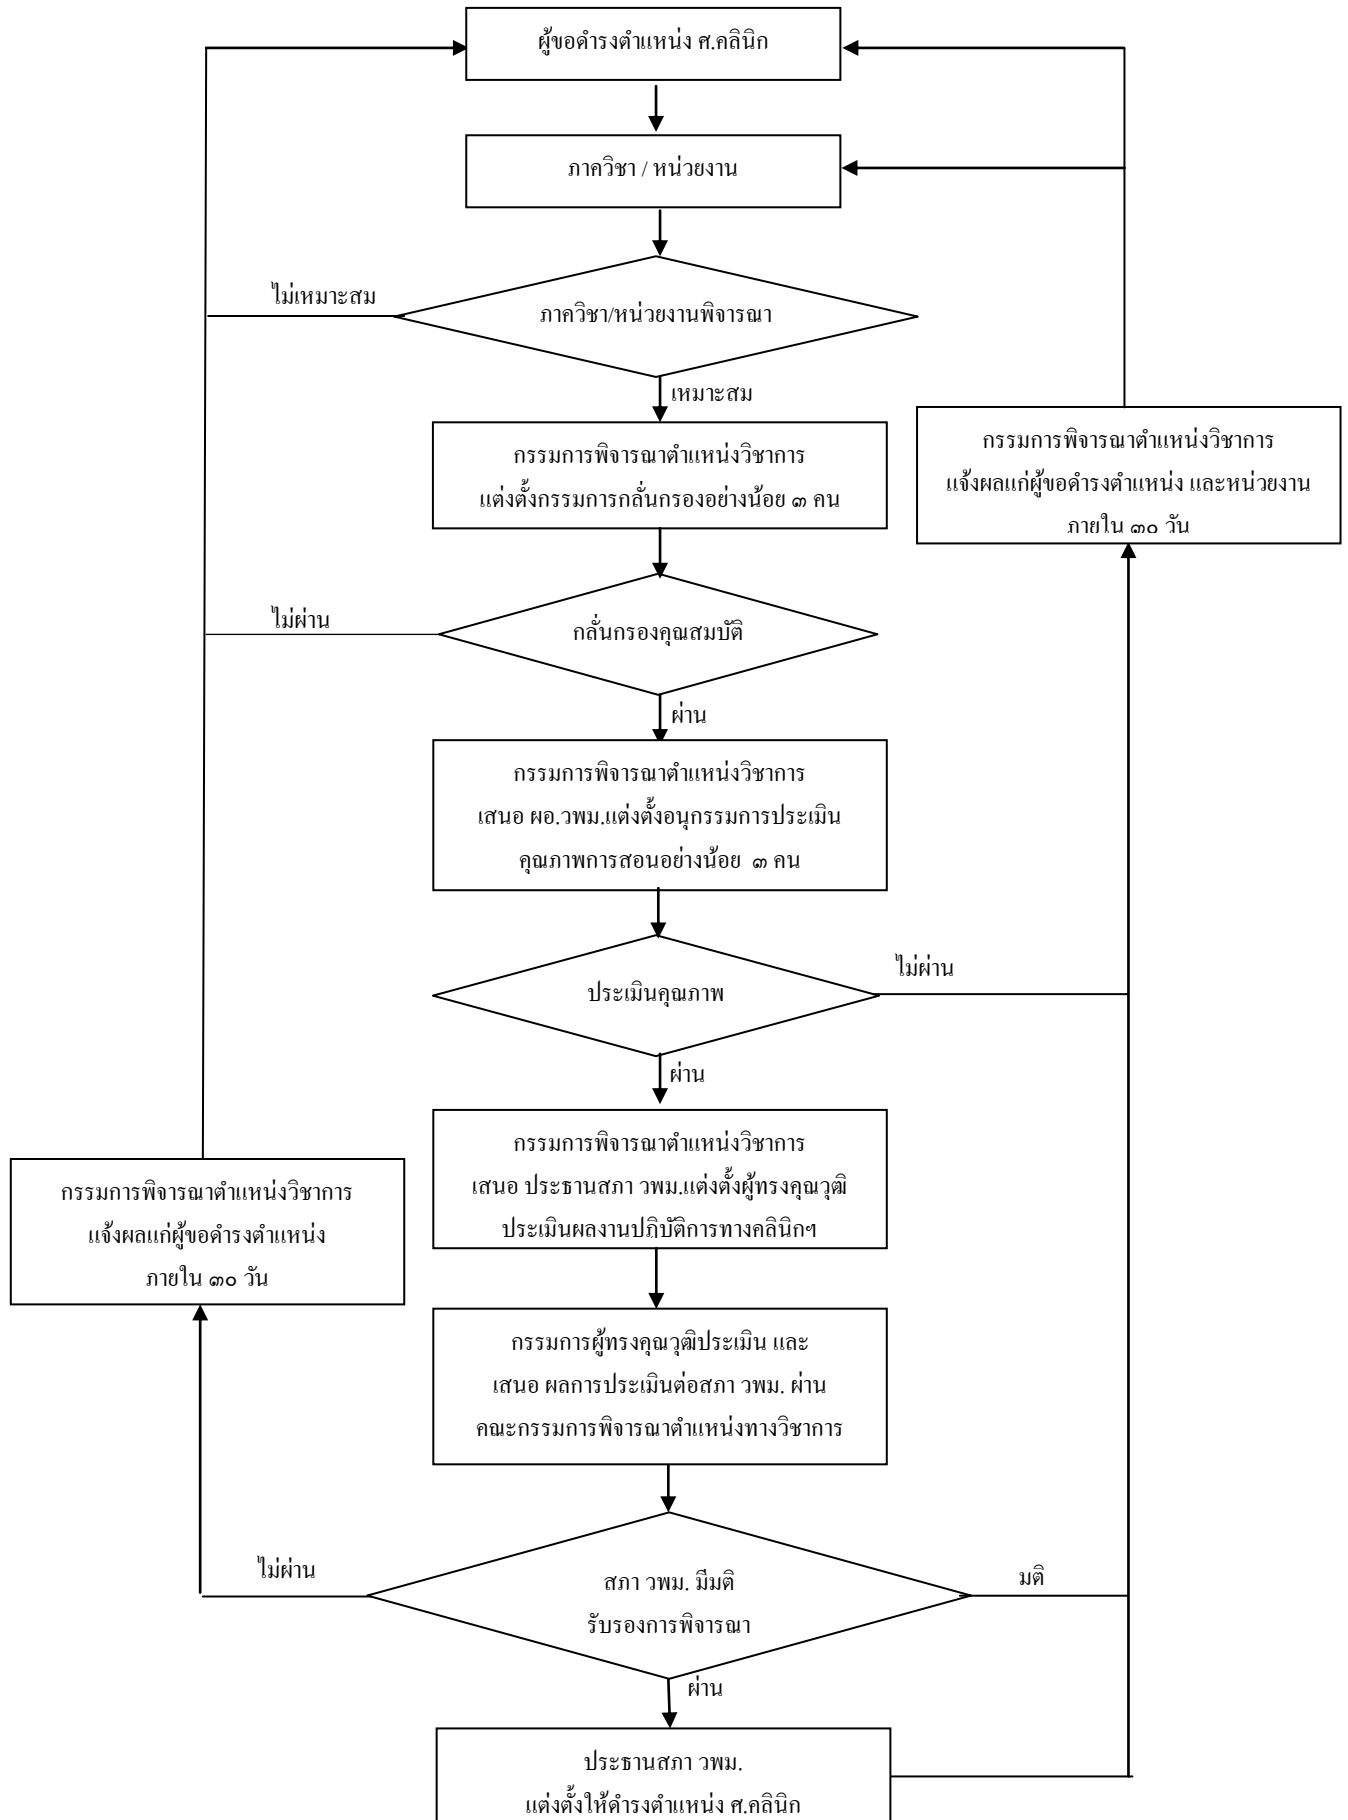 ผู้ขอดำรงตำแหน่ง ศ.คลินิก
ภาควิชา / หน่วยงาน
ภาควิชา/หน่วยงานพิจารณา
ไม่เหมาะสม
เหมาะสม
กรรมการพิจารณาตำแหน่งวิชาการ
แต่งตั้งกรรมการกลั่นกรองอย่างน้อย ๓ คน
กรรมการพิจารณาตำแหน่งวิชาการ
แจ้งผลแก่ผู้ขอดำรงตำแหน่ง และหน่วยงาน
ภายใน ๓๐ วัน
กลั่นกรองคุณสมบัติ
ไม่ผ่าน
ผ่าน
กรรมการพิจารณาตำแหน่งวิชาการ
เสนอ ผอ.วพม.แต่งตั้งอนุกรรมการประเมิน
คุณภาพการสอนอย่างน้อย ๓ คน
ประเมินคุณภาพ
ไม่ผ่าน
ผ่าน
กรรมการพิจารณาตำแหน่งวิชาการ
เสนอ ประธานสภา วพม.แต่งตั้งผู้ทรงคุณวุฒิ
ประเมินผลงานปฏิบัติการทางคลินิกฯ
กรรมการพิจารณาตำแหน่งวิชาการ
แจ้งผลแก่ผู้ขอดำรงตำแหน่ง
ภายใน ๓๐ วัน
กรรมการผู้ทรงคุณวุฒิประเมิน และ
เสนอ ผลการประเมินต่อสภา วพม. ผ่าน
คณะกรรมการพิจารณาตำแหน่งทางวิชาการ
ไม่ผ่าน
สภา วพม. มีมติ
รับรองการพิจารณา
มติ
ผ่าน
ประธานสภา วพม.
แต่งตั้งให้ดำรงตำแหน่ง ศ.คลินิก